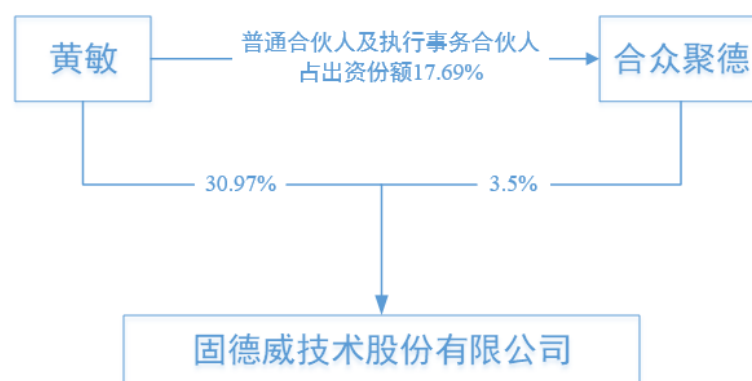 黄敏
普通合伙人及执行事务合伙人
占出资份额17.69%
合众聚德
30.97%
3.5%
固德威技术股份有限公司